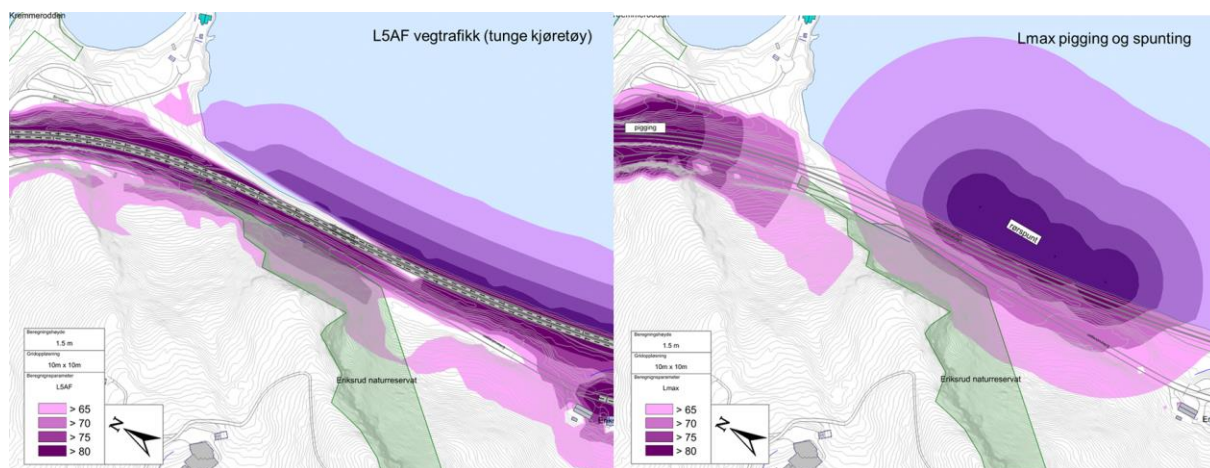 Kremmerodden
L5AF vegtrafikk (tunge kjøretøy)
Eriksrud naturreservat
Beregningshøyde
1.5 m
Gridoppløsning
10m x 10m
Beregningsparameter
L5AF
> 65
> 70
> 75
> 80
N
Lmax pigging og spunting
pigging
rørspunt
Eriksrud naturreservat
Beregningshøyde
1.5 m
Gridoppløsning
10m x 10m
Beregningsparameter
Lmax
> 65
> 70
> 75
> 80
N